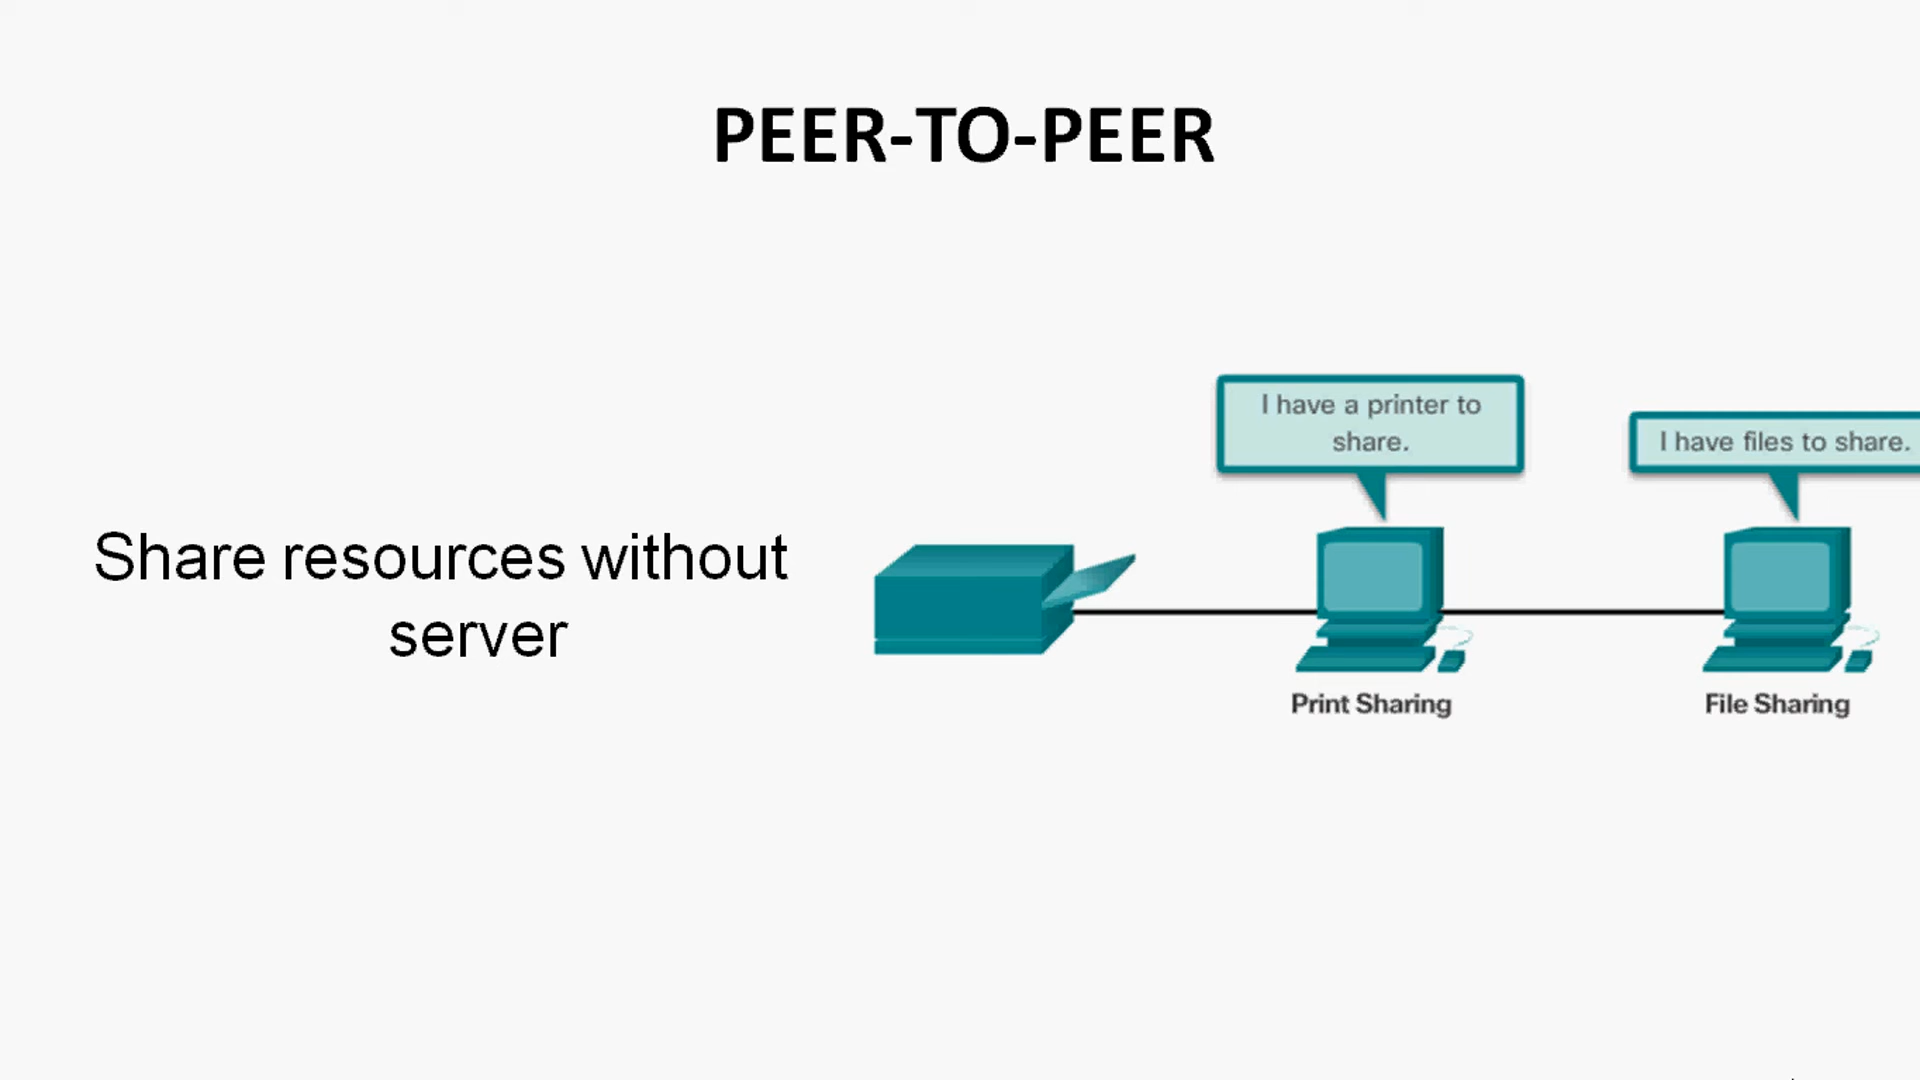 PEER-TO-PEER
I have a printer to
share.
I have files to share.
Share resources without
server
Print Sharing
File Sharing